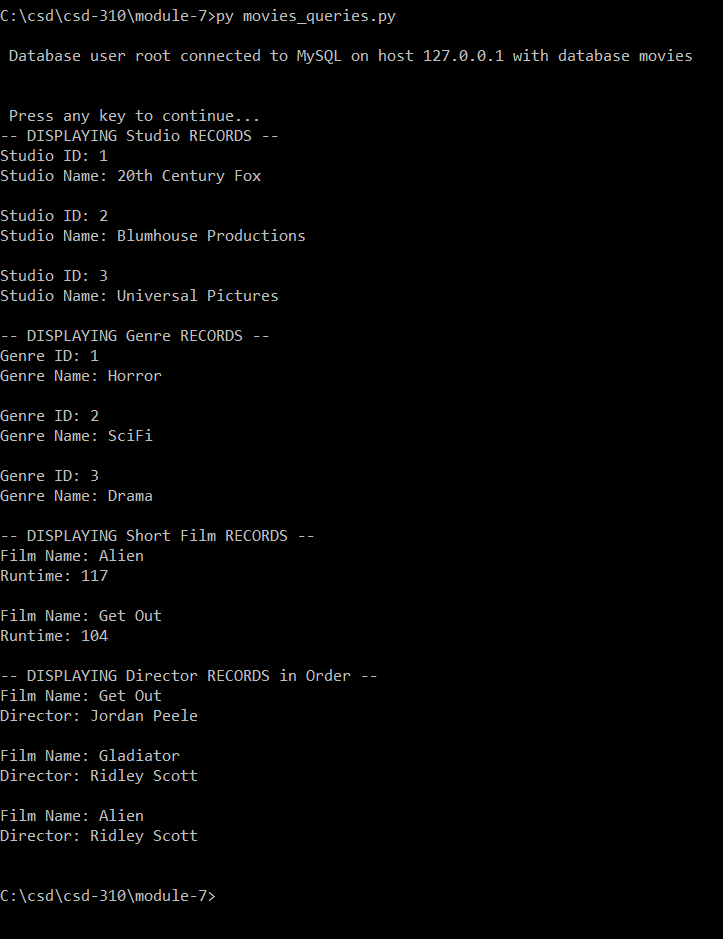 C:\csd\csd-310\module-7>py movies_queries.py
Database user root connected to MySQL on host 127.0.0.1 with database movies
Press any key to continue...
-- DISPLAYING Studio RECORDS --
Studio ID: 1
Studio Name: 20th Century Fox
Studio ID: 2
Studio Name: Blumhouse Productions
Studio ID: 3
Studio Name: Universal Pictures
-- DISPLAYING Genre RECORDS --
Genre ID: 1
Genre Name: Horror
Genre ID: 2
Genre Name: SciFi
Genre ID: 3
Genre Name: Drama
-- DISPLAYING Short Film RECORDS --
Film Name: Alien
Runtime: 117
Film Name: Get Out
Runtime: 104
-- DISPLAYING Director RECORDS in Order --
Film Name: Get Out
Director: Jordan Peele
Film Name: Gladiator
Director: Ridley Scott
Film Name: Alien
Director: Ridley Scott
C:\csd\csd-310\module-7>